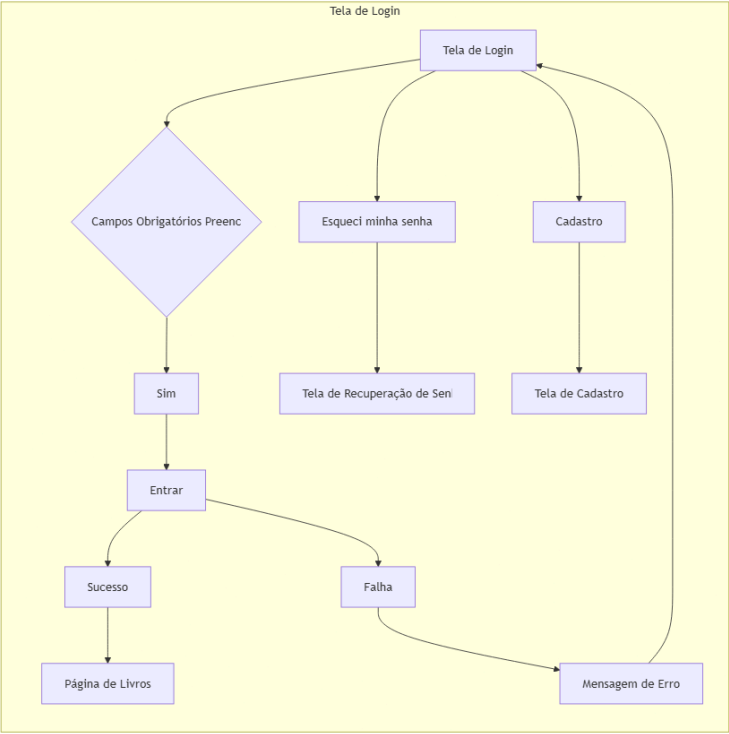 Tela de Login
Tela de Login
Campos Obrigatórios Preenc
Esqueci minha senha
Cadastro
Sim
Tela de Recuperação de Sen
Tela de Cadastro
Entrar
Sucesso
Falha
Página de Livros
Mensagem de Erro